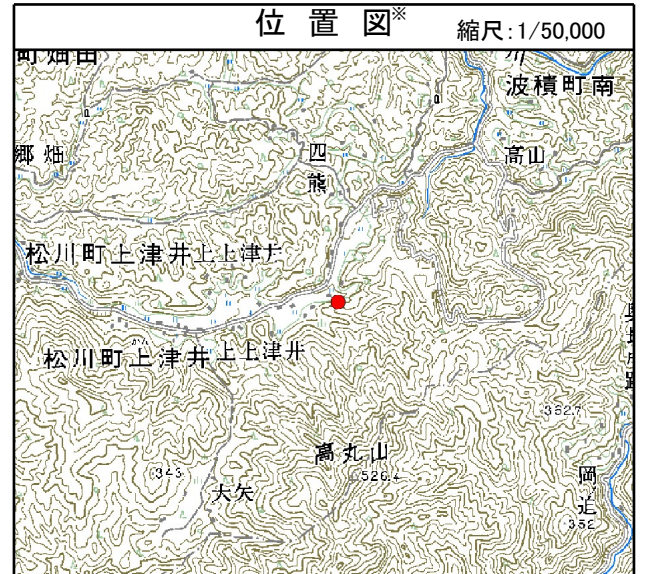 位置図※
縮尺:1/50,000
町畑田
波積町南
郷畑
四熊
高山
松川町上津井
上上津井
松川町上津井
上上津井
362.7
高丸山
526.4
343
大矢
岡追
352